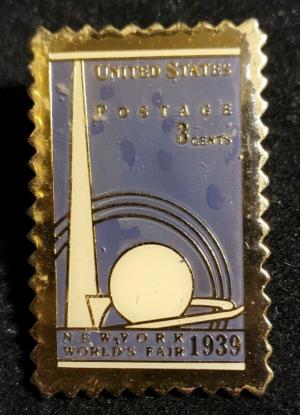 UNITED STATES
POSTAGE
3 CENTS
NEW YORK
WORLD'S FAIR 1939